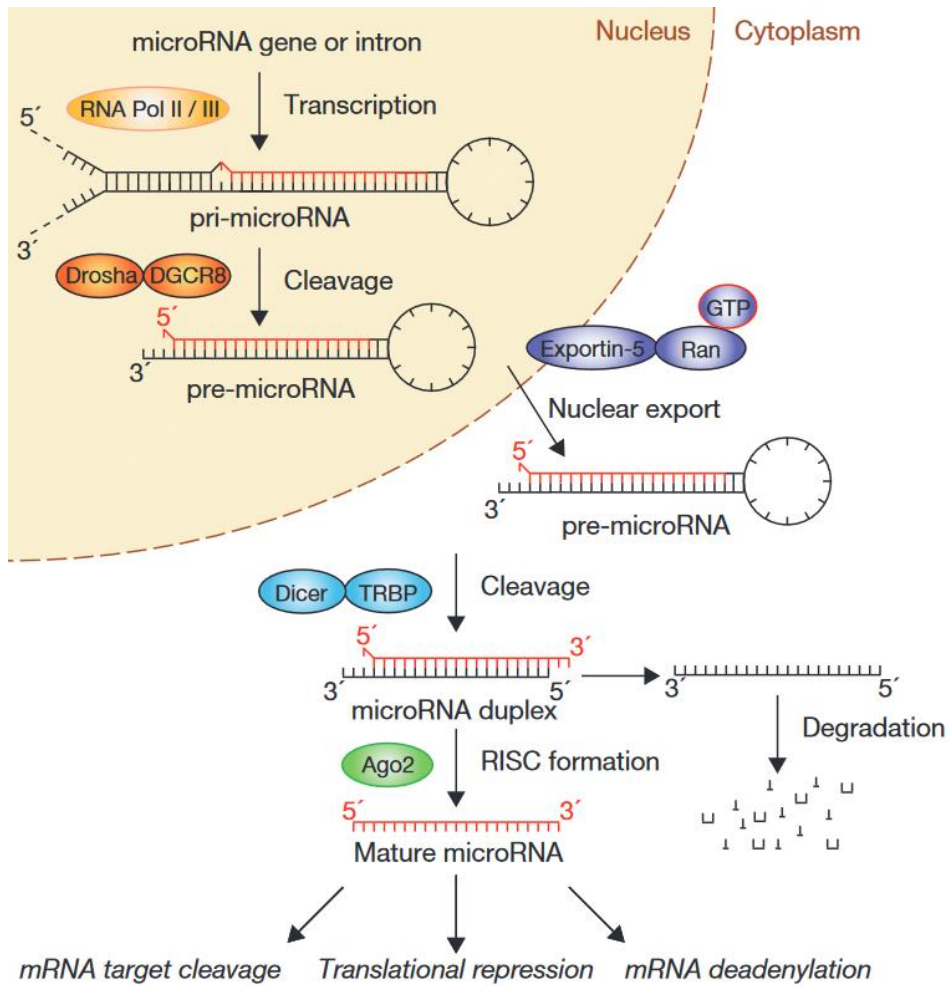 microRNA gene or intron
Nucleus
Cytoplasm
RNA Pol II / III
Transcription
5´
3´
pri-microRNA
Drosha
DGCR8
Cleavage
5´
3´
pre-microRNA
GTP
Exportin-5
Ran
Nuclear export
5´
3´
pre-microRNA
Dicer
TRBP
Cleavage
5´
3´
3´
5´
microRNA duplex
3´
5´
Degradation
Ago2
RISC formation
5´
3´
Mature microRNA
mRNA target cleavage
Translational repression
mRNA deadenylation